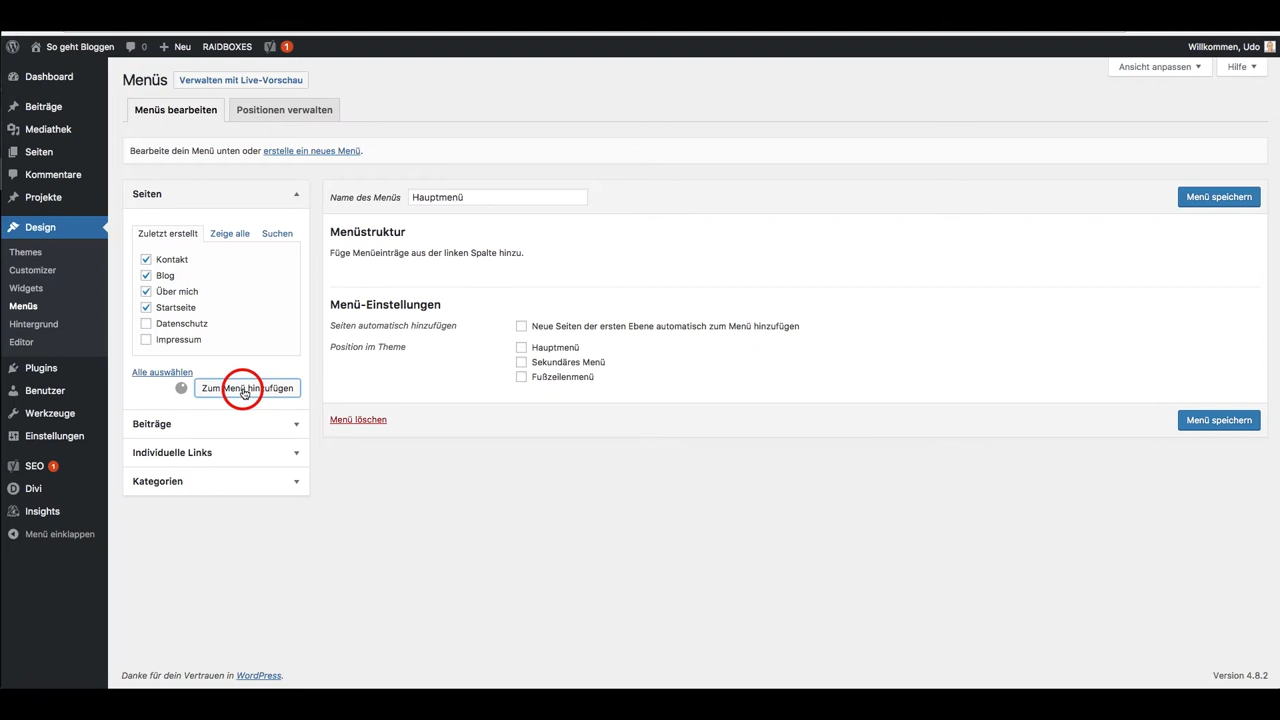 So geht Bloggen 0 Neu RAIDBOXES 1 Willkommen, Udo
Dashboard
Beiträge
Mediathek
Seiten
Kommentare
Projekte
Design
Themes
Customizer
Widgets
Menüs
Hintergrund
Editor
Plugins
Benutzer
Werkzeuge
Einstellungen
SEO 1
Divi
Insights
Menü einklappen
Ansicht anpassen Hilfe
Menüs Verwalten mit Live-Vorschau
Menüs bearbeiten Positionen verwalten
Bearbeite dein Menü unten oder erstelle ein neues Menü.
Seiten
Zuletzt erstellt Zeige alle Suchen
Kontakt
Blog
Über mich
Startseite
Datenschutz
Impressum
Alle auswählen
Zum Menü hinzufügen
Beiträge
Individuelle Links
Kategorien
Name des Menüs Hauptmenü Menü speichern
Menüstruktur
Füge Menüeinträge aus der linken Spalte hinzu.
Menü-Einstellungen
Seiten automatisch hinzufügen Neue Seiten der ersten Ebene automatisch zum Menü hinzufügen
Position im Theme Hauptmenü
Sekundäres Menü
Fußzeilenmenü
Menü löschen Menü speichern
Danke für dein Vertrauen in WordPress. Version 4.8.2